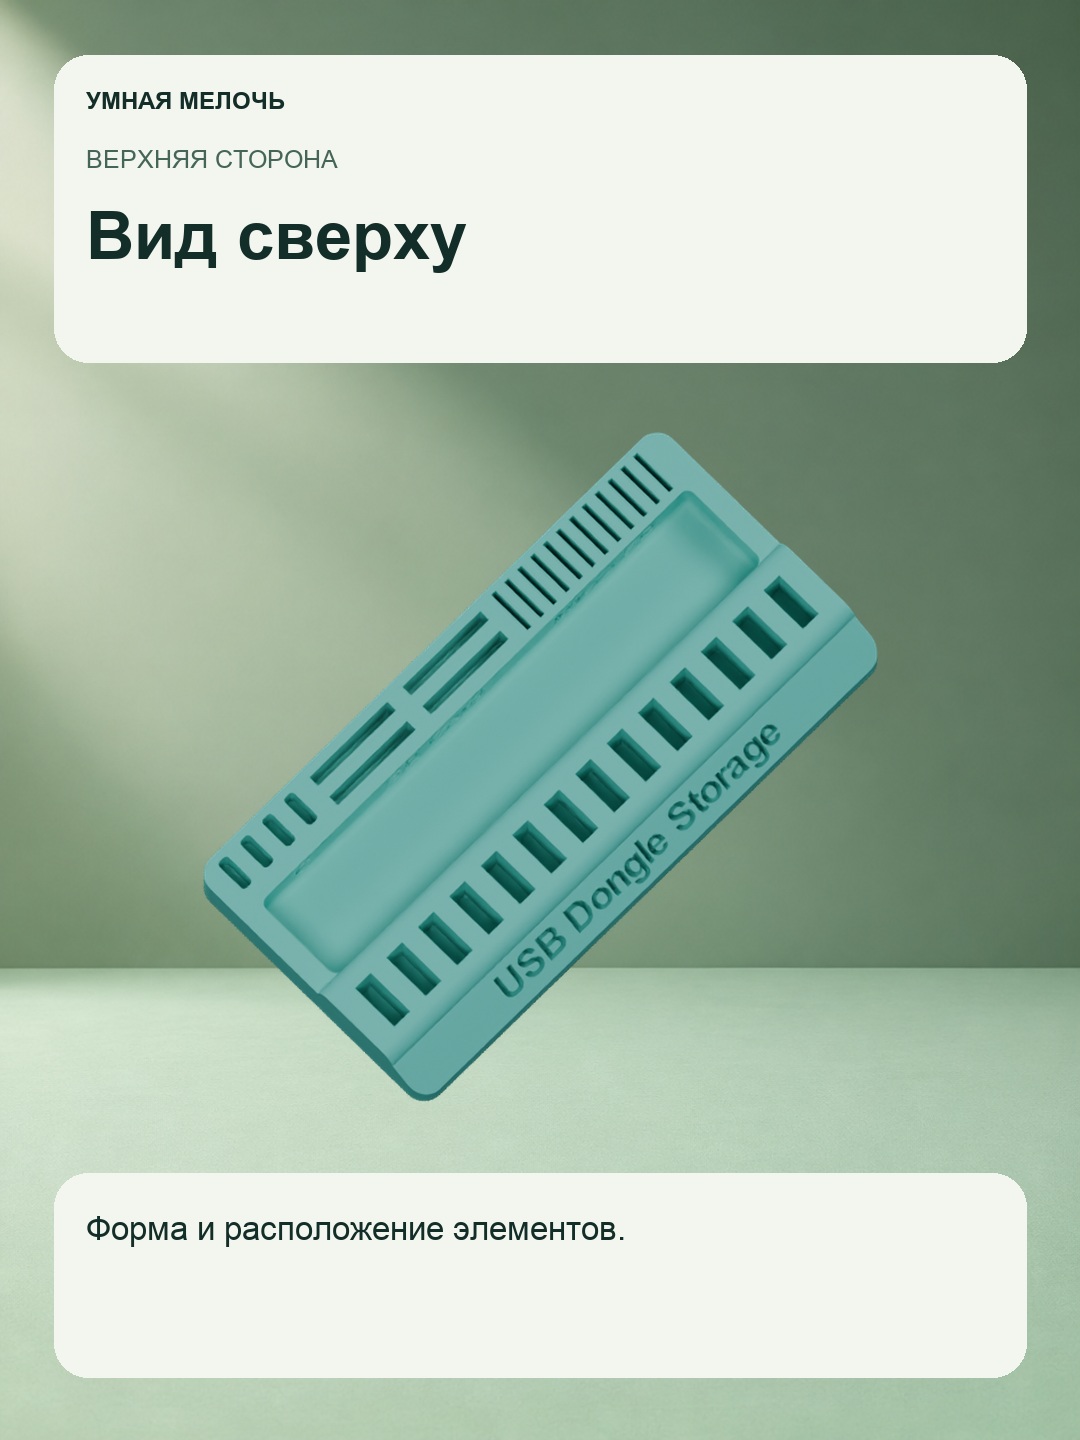 УМНАЯ МЕЛОЧЬ
ВЕРХНЯЯ СТОРОНА
Вид сверху
USB Dongle Storage
Форма и расположение элементов.